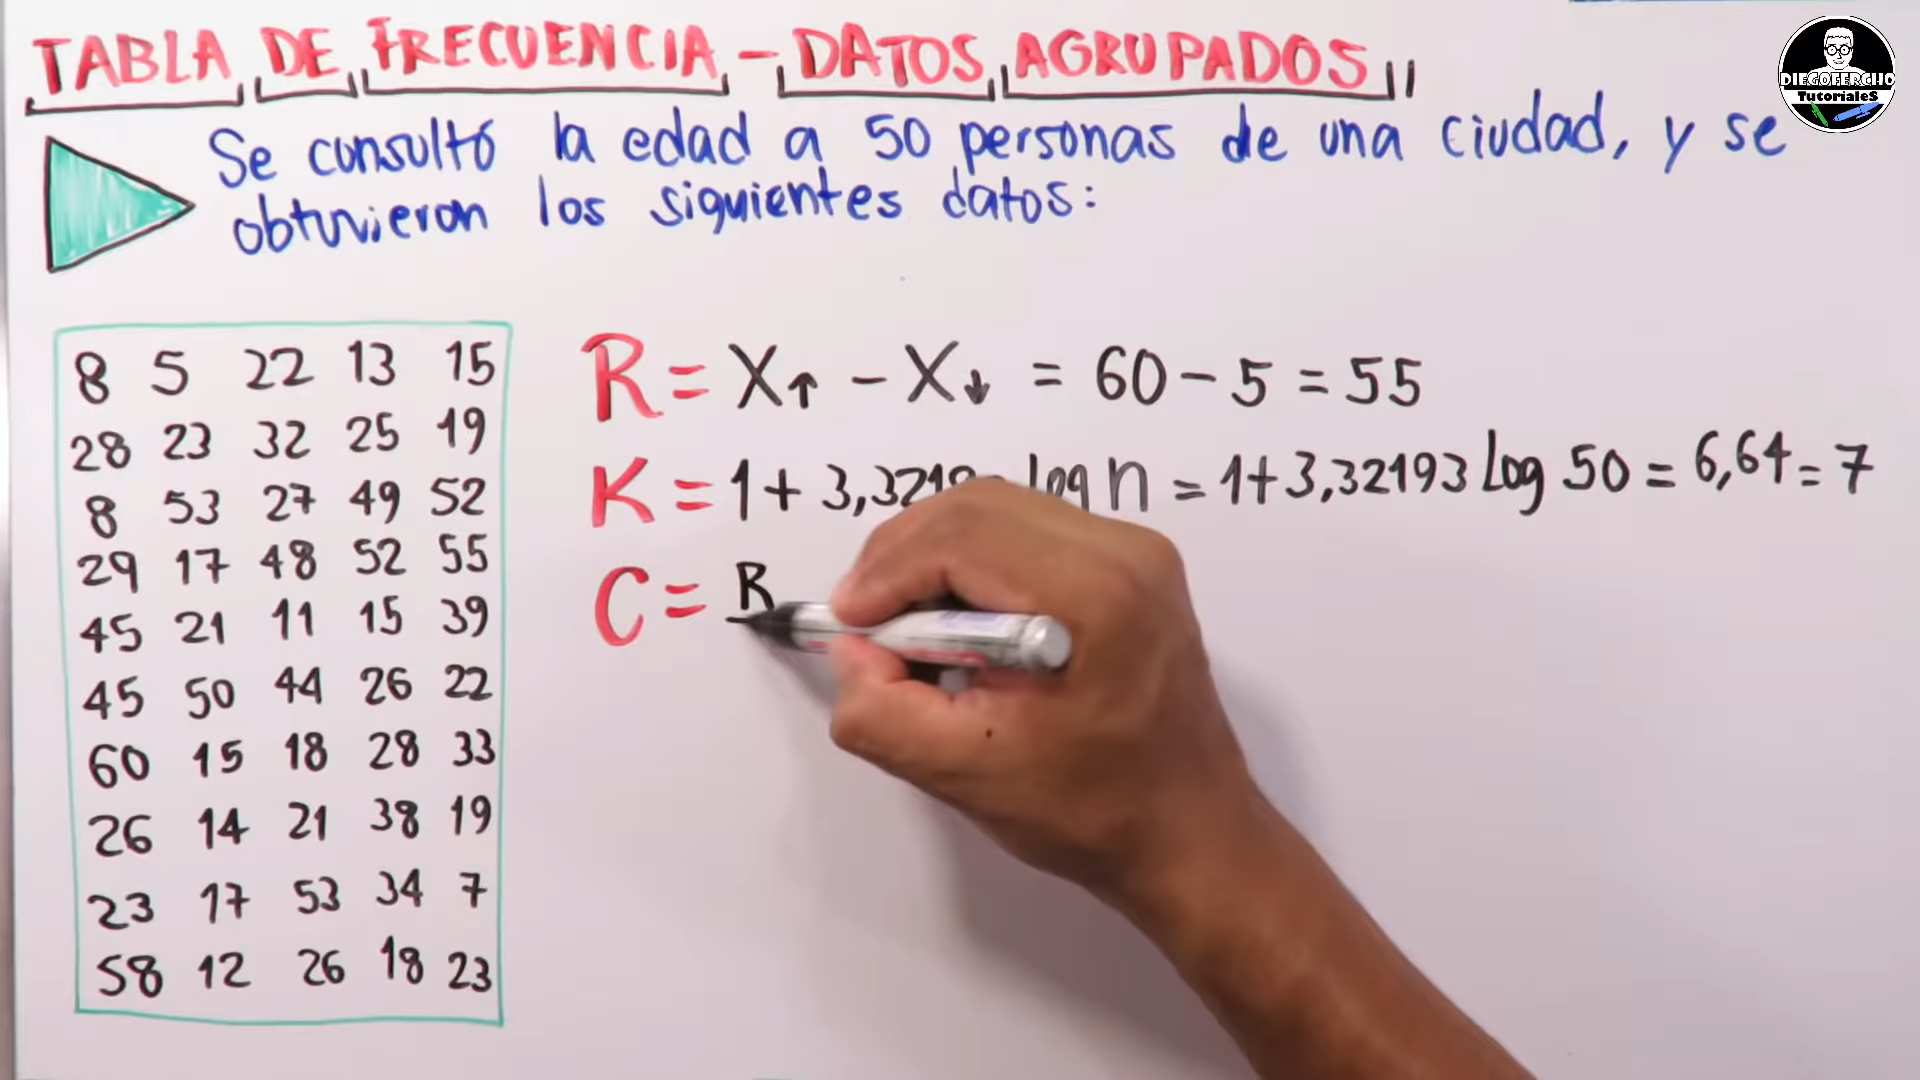 TABLA DE FRECUENCIA - DATOS AGRUPADOS
DIEGOFERCHO
TutorialeS
Se consultó la edad a 50 personas de una ciudad, y se
obtuvieron los siguientes datos:
8 5 22 13 15
28 23 32 25 19
8 53 27 49 52
29 17 48 52 55
45 21 11 15 39
45 50 44 26 22
60 15 18 28 33
26 14 21 38 19
23 17 53 34 7
58 12 26 18 23
R = X↑ - X↓ = 60 - 5 = 55
K = 1 + 3,321 log n = 1 + 3,32193 Log 50 = 6,64 = 7
C = R